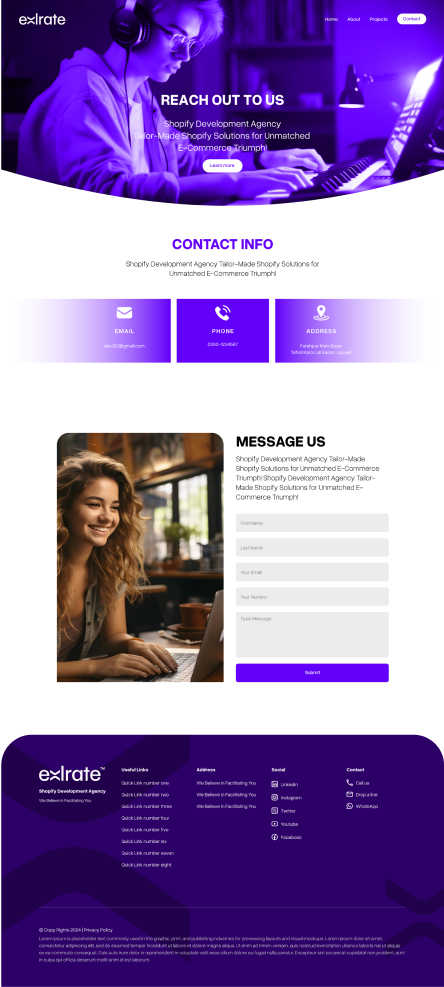 exlrate
Home
About
Projects
Contact
REACH OUT TO US
Shopify Development Agency
Tailor-Made Shopify Solutions for Unmatched
E-Commerce Triumph!
Learn more
CONTACT INFO
Shopify Development Agency Tailor-Made Shopify Solutions for
Unmatched E-Commerce Triumph!
EMAIL
PHONE
0300-1234567
ADDRESS
Fatehpur Main Bazar
MESSAGE US
Shopify Development Agency Tailor-Made
Shopify Solutions for Unmatched E-Commerce
Triumph! Shopify Development Agency Tailor-
Made Shopify Solutions for Unmatched E-
Commerce Triumph!
First Name
Last Name
Your Email
Your Number
Type Message
Submit
exlrate™
Shopify Development Agency
We Believe in Facilitating You
Useful Links
Quick Link number one
Quick Link number two
Quick Link number three
Quick Link number four
Quick Link number five
Quick Link number six
Quick Link number seven
Quick Link number eight
Address
We Believe in Facilitating You
We Believe in Facilitating You
We Believe in Facilitating You
Social
Linkedin
Instagram
Twitter
Youtube
Facebook
Contact
Call us
Drop a line
WhatsApp
© Copy Rights 2024 | Privacy Policy
Lorem ipsum is placeholder text commonly used in the graphic, print, and publishing industries for previewing layouts and visual mockups. Lorem ipsum dolor sit amet,
consectetur adipiscing elit, sed do eiusmod tempor incididunt ut labore et dolore magna aliqua. Ut enim ad minim veniam, quis nostrud exercitation ullamco laboris nisi ut aliquip
ex ea commodo consequat. Duis aute irure dolor in reprehenderit in voluptate velit esse cillum dolore eu fugiat nulla pariatur. Excepteur sint occaecat cupidatat non proident, sunt
in culpa qui officia deserunt mollit anim id est laborum.